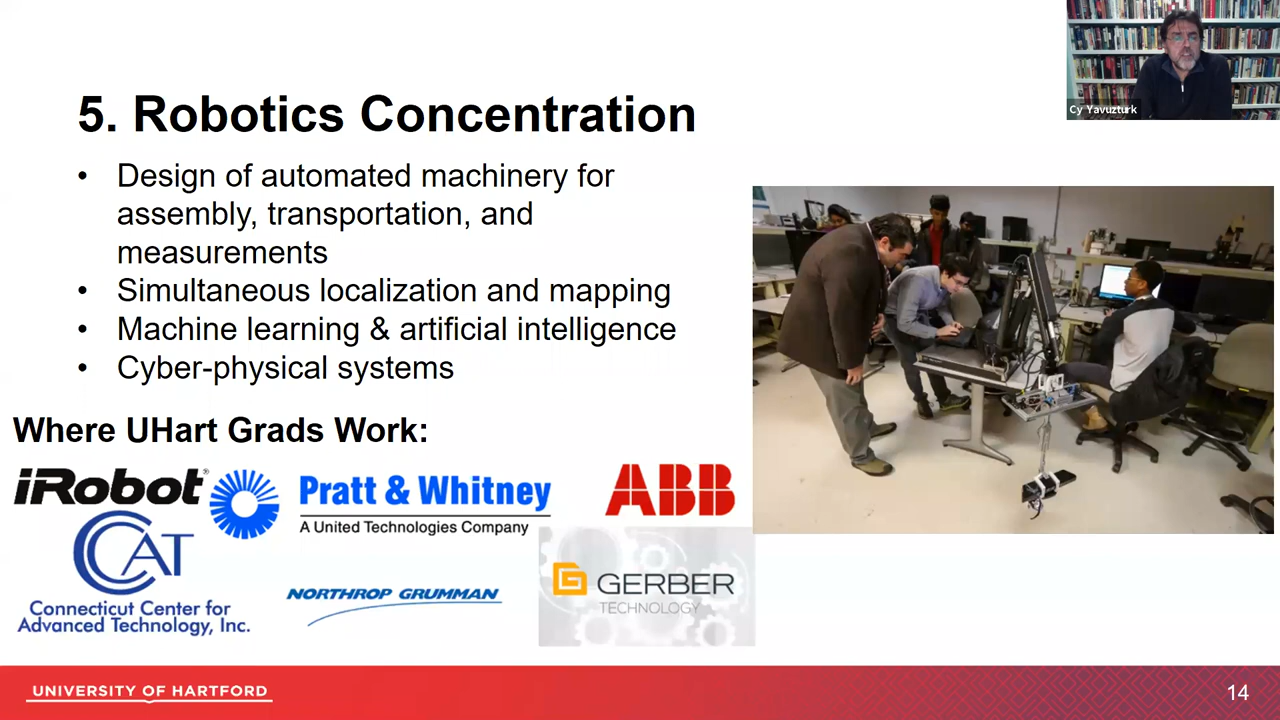 Cy Yavuzturk
5. Robotics Concentration
• Design of automated machinery for
assembly, transportation, and
measurements
• Simultaneous localization and mapping
• Machine learning & artificial intelligence
• Cyber-physical systems
Where UHart Grads Work:
iRobot®
Pratt & Whitney
A United Technologies Company
ABB
CCAT
Connecticut Center for
Advanced Technology, Inc.
NORTHROP GRUMMAN
G GERBER
TECHNOLOGY
UNIVERSITY OF HARTFORD
14